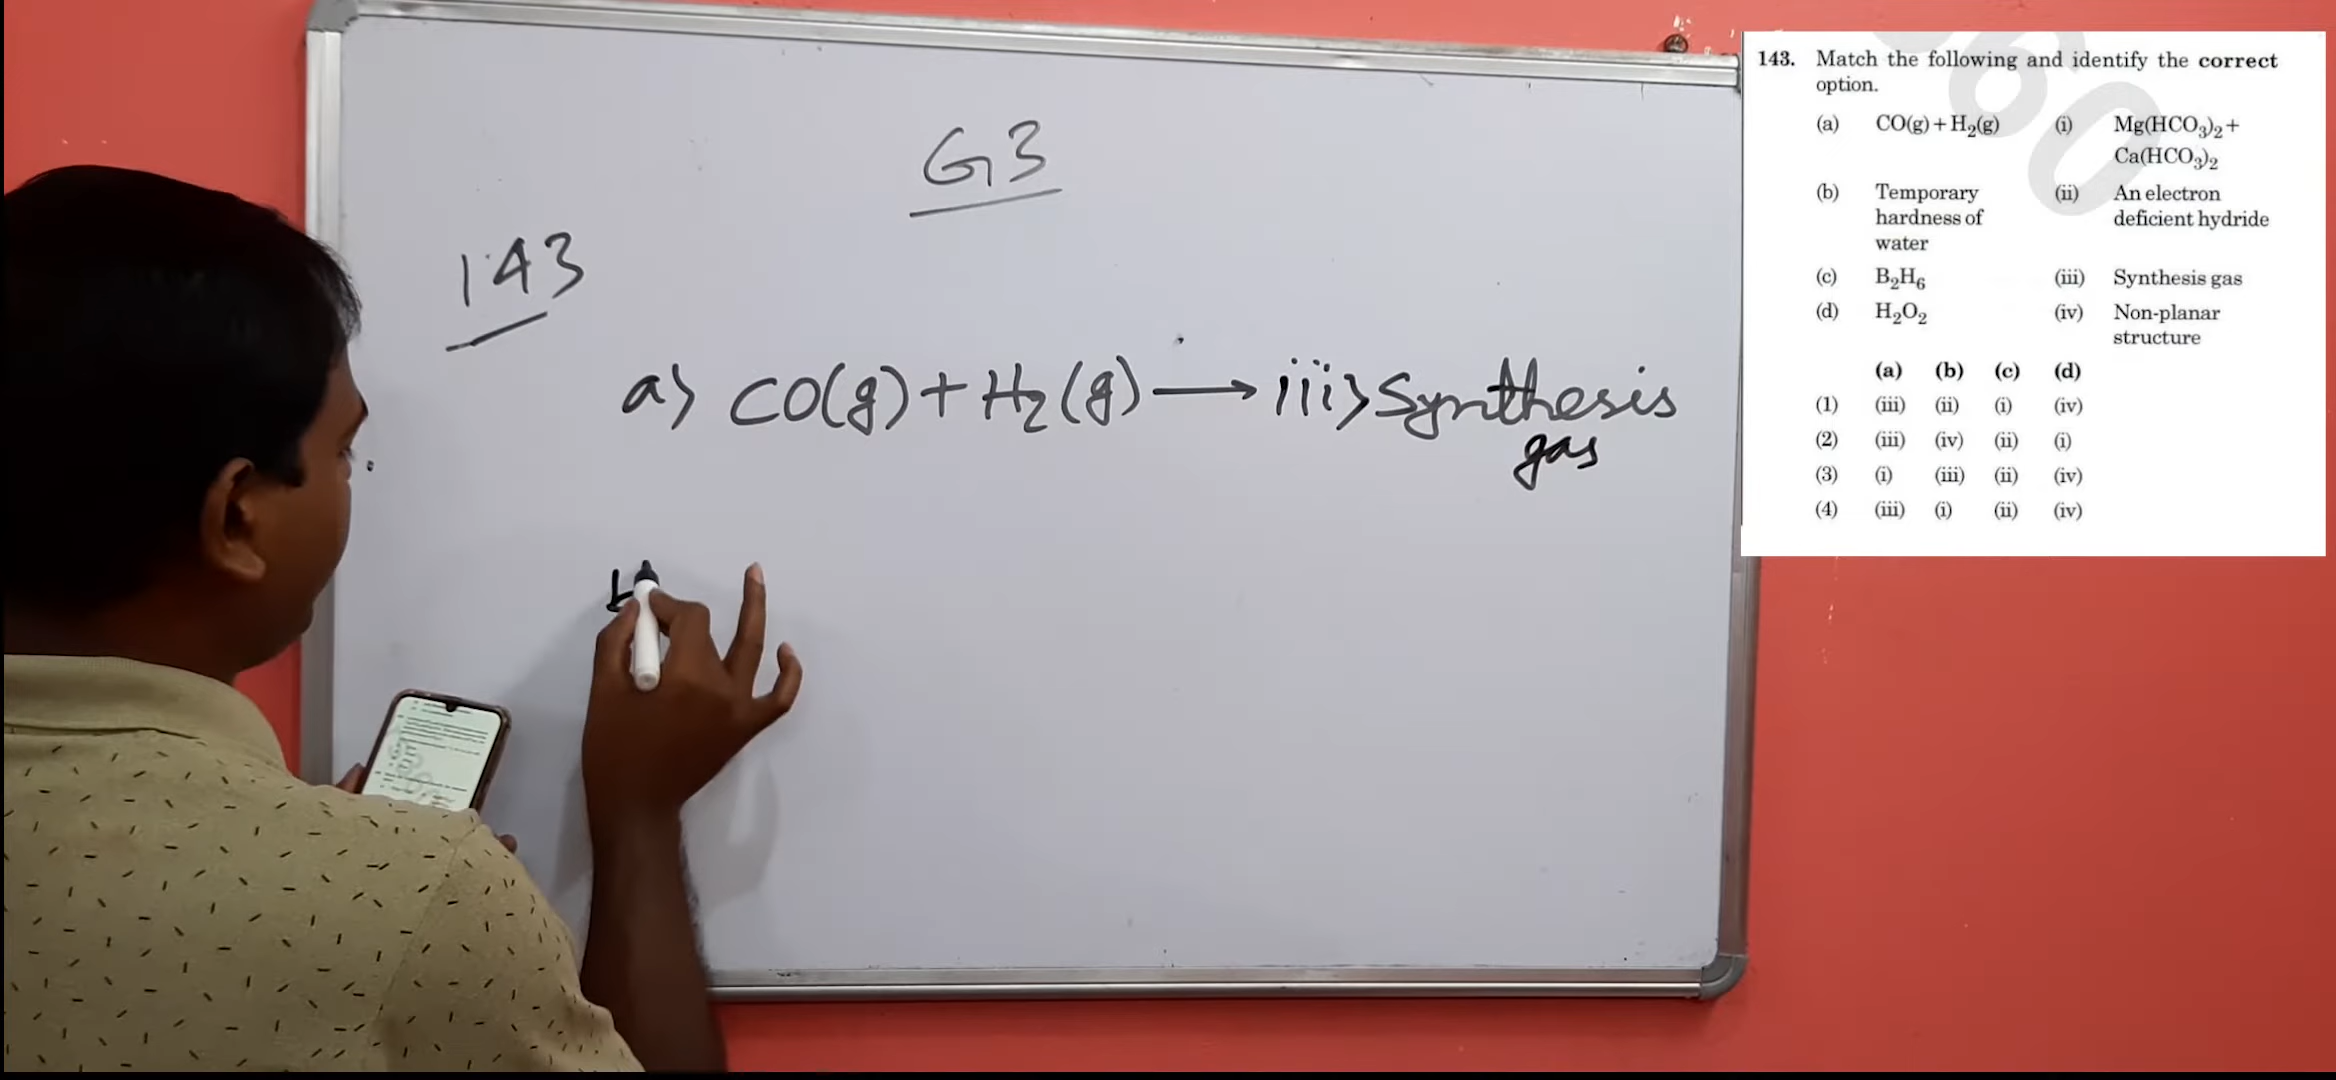 G3
143
a) CO(g) + H2(g) ⟶ iii) Synthesis
gas
143. Match the following and identify the correct
option.
(a) CO(g) + H2(g) (i) Mg(HCO3)2 +
Ca(HCO3)2
(b) Temporary (ii) An electron
hardness of deficient hydride
water
(c) B2H6 (iii) Synthesis gas
(d) H2O2 (iv) Non-planar
structure
(a) (b) (c) (d)
(1) (iii) (ii) (i) (iv)
(2) (iii) (iv) (ii) (i)
(3) (i) (iii) (ii) (iv)
(4) (iii) (i) (ii) (iv)